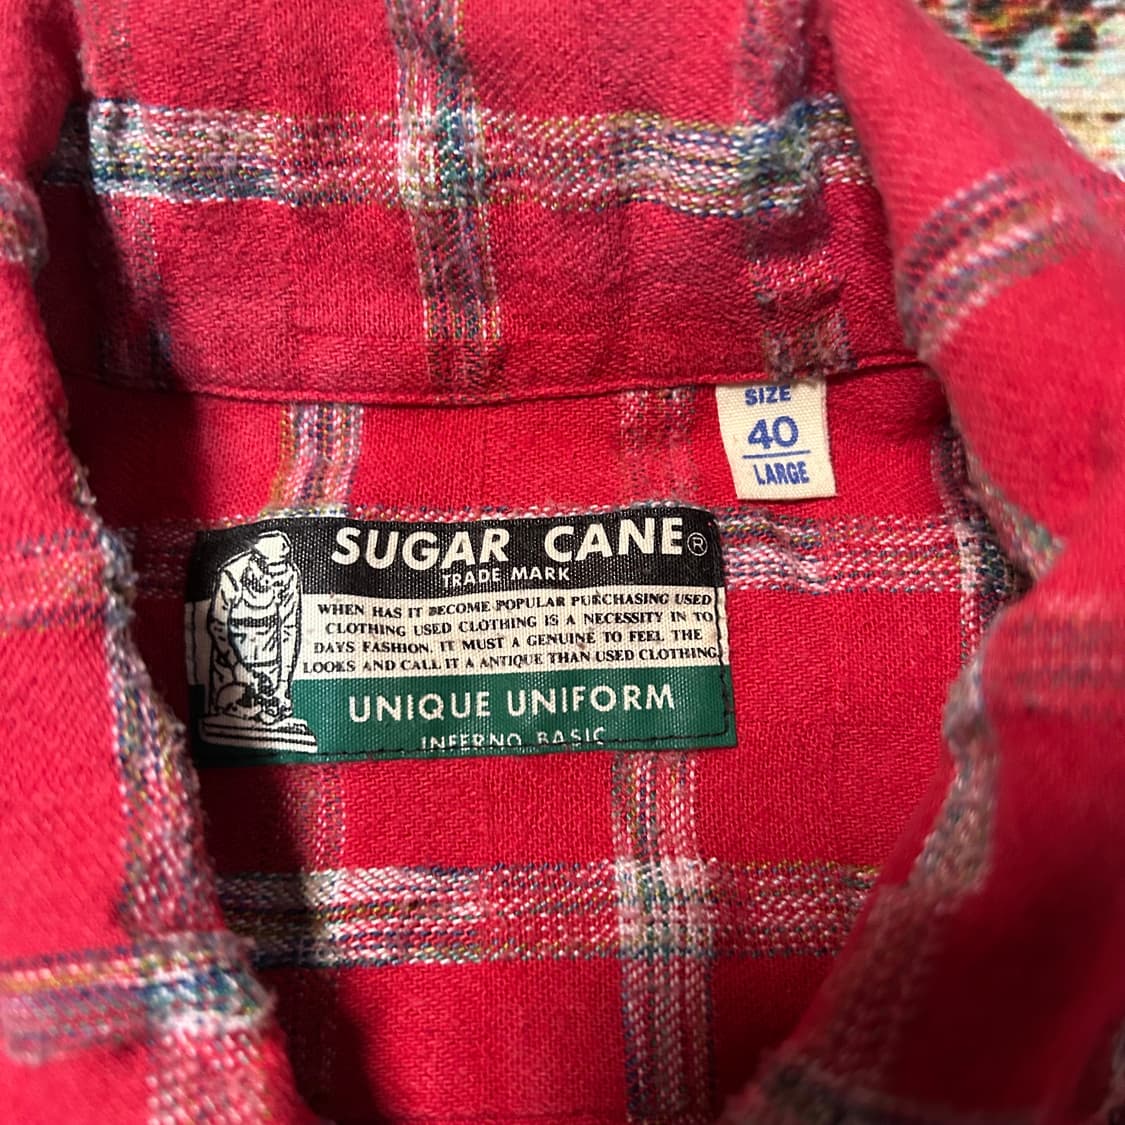 SIZE
40
LARGE
SUGAR CANE®
TRADE MARK
WHEN HAS IT BECOME POPULAR PURCHASING USED
CLOTHING USED CLOTHING IS A NECESSITY IN TO
DAYS FASHION. IT MUST A GENUINE TO FEEL THE
LOOKS AND CALL IT A ANTIQUE THAN USED CLOTHING.
UNIQUE UNIFORM
INFERNO BASIC